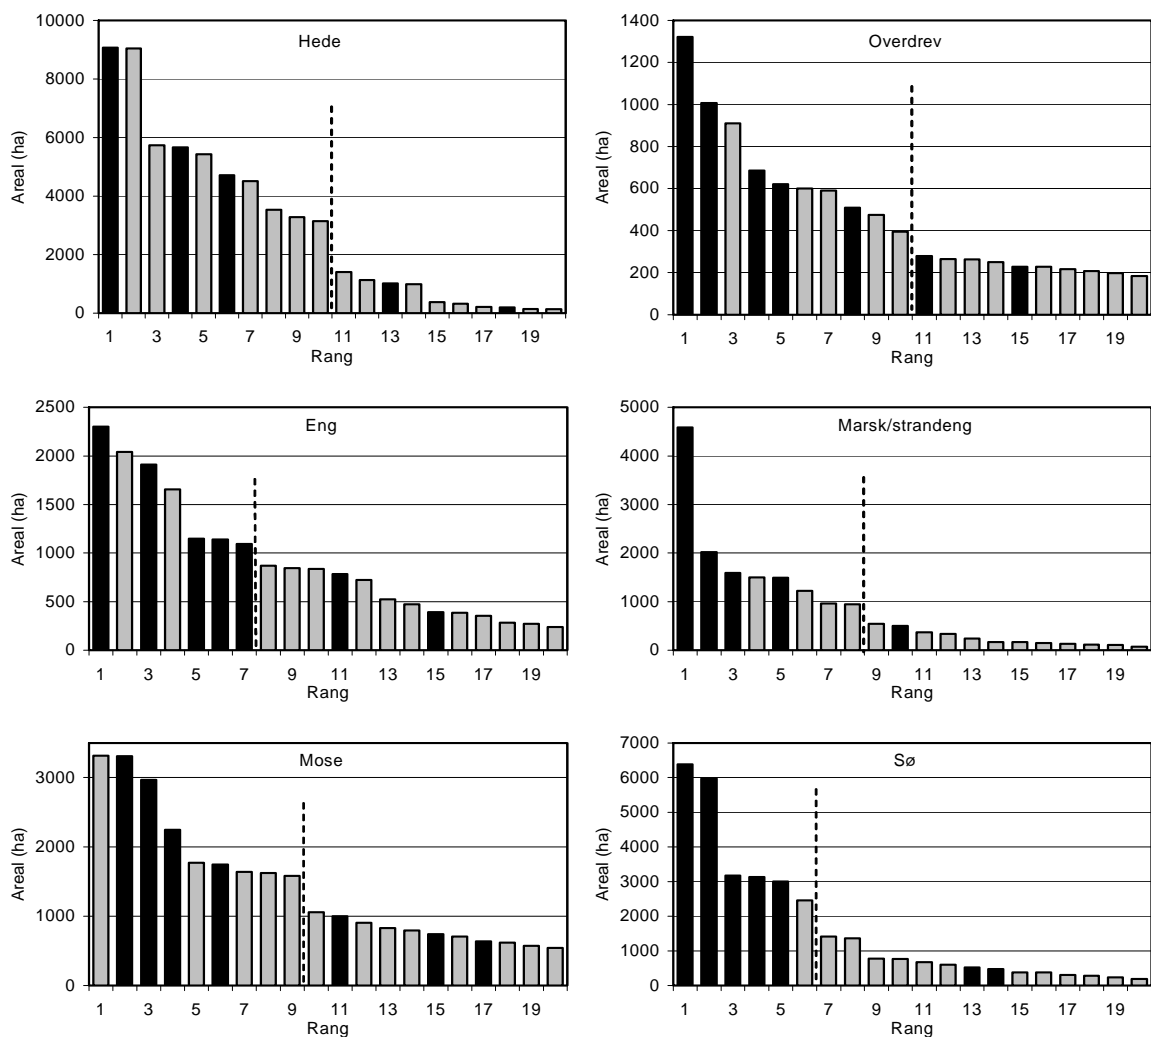 Hede
Areal (ha)
10000
8000
6000
4000
2000
0
1 3 5 7 9 11 13 15 17 19
Rang
Overdrev
Areal (ha)
1400
1200
1000
800
600
400
200
0
1 3 5 7 9 11 13 15 17 19
Rang
Eng
Areal (ha)
2500
2000
1500
1000
500
0
1 3 5 7 9 11 13 15 17 19
Rang
Marsk/strandeng
Areal (ha)
5000
4000
3000
2000
1000
0
1 3 5 7 9 11 13 15 17 19
Rang
Mose
Areal (ha)
3000
2000
1000
0
1 3 5 7 9 11 13 15 17 19
Rang
Sø
Areal (ha)
7000
6000
5000
4000
3000
2000
1000
0
1 3 5 7 9 11 13 15 17 19
Rang